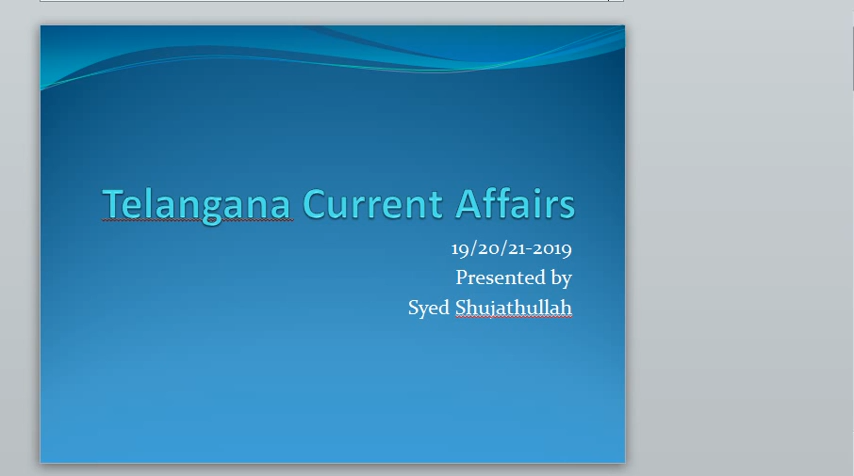 Telangana Current Affairs
19/20/21-2019
Presented by
Syed Shujathullah